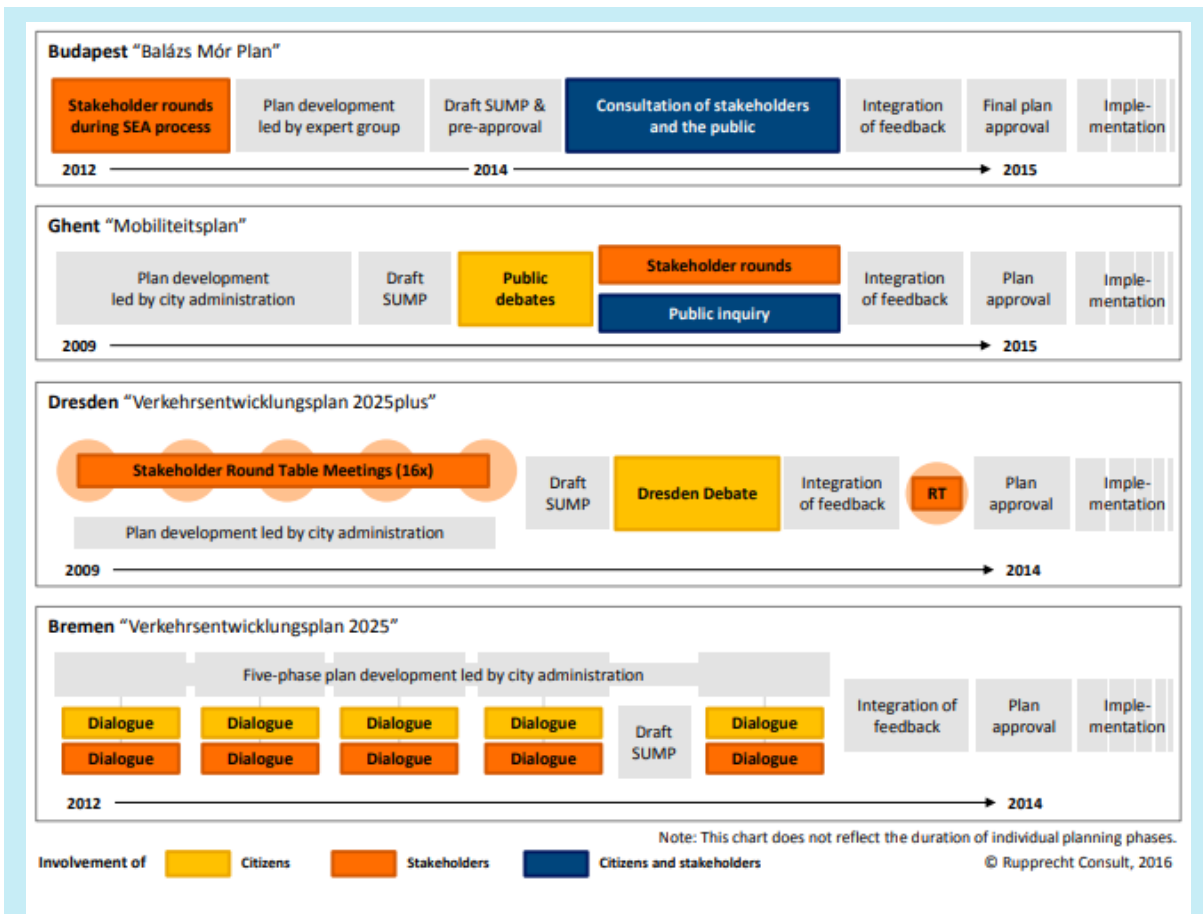 Budapest “Balázs Mór Plan”
Stakeholder rounds
during SEA process
Plan development
led by expert group
Draft SUMP &
pre-approval
Consultation of stakeholders
and the public
Integration
of feedback
Final plan
approval
Imple-
mentation
2012
2014
2015
Ghent “Mobiliteitsplan”
Plan development
led by city administration
Draft
SUMP
Public
debates
Stakeholder rounds
Public inquiry
Integration
of feedback
Plan
approval
Imple-
mentation
2009
2015
Dresden “Verkehrsentwicklungsplan 2025plus”
Stakeholder Round Table Meetings (16x)
Plan development led by city administration
Draft
SUMP
Dresden Debate
Integration
of feedback
RT
Plan
approval
Imple-
mentation
2009
2014
Bremen “Verkehrsentwicklungsplan 2025”
Five-phase plan development led by city administration
Dialogue
Dialogue
Dialogue
Dialogue
Dialogue
Dialogue
Dialogue
Dialogue
Draft
SUMP
Dialogue
Dialogue
Integration of
feedback
Plan
approval
Imple-
mentation
2012
2014
Note: This chart does not reflect the duration of individual planning phases.
Involvement of
Citizens
Stakeholders
Citizens and stakeholders
© Rupprecht Consult, 2016